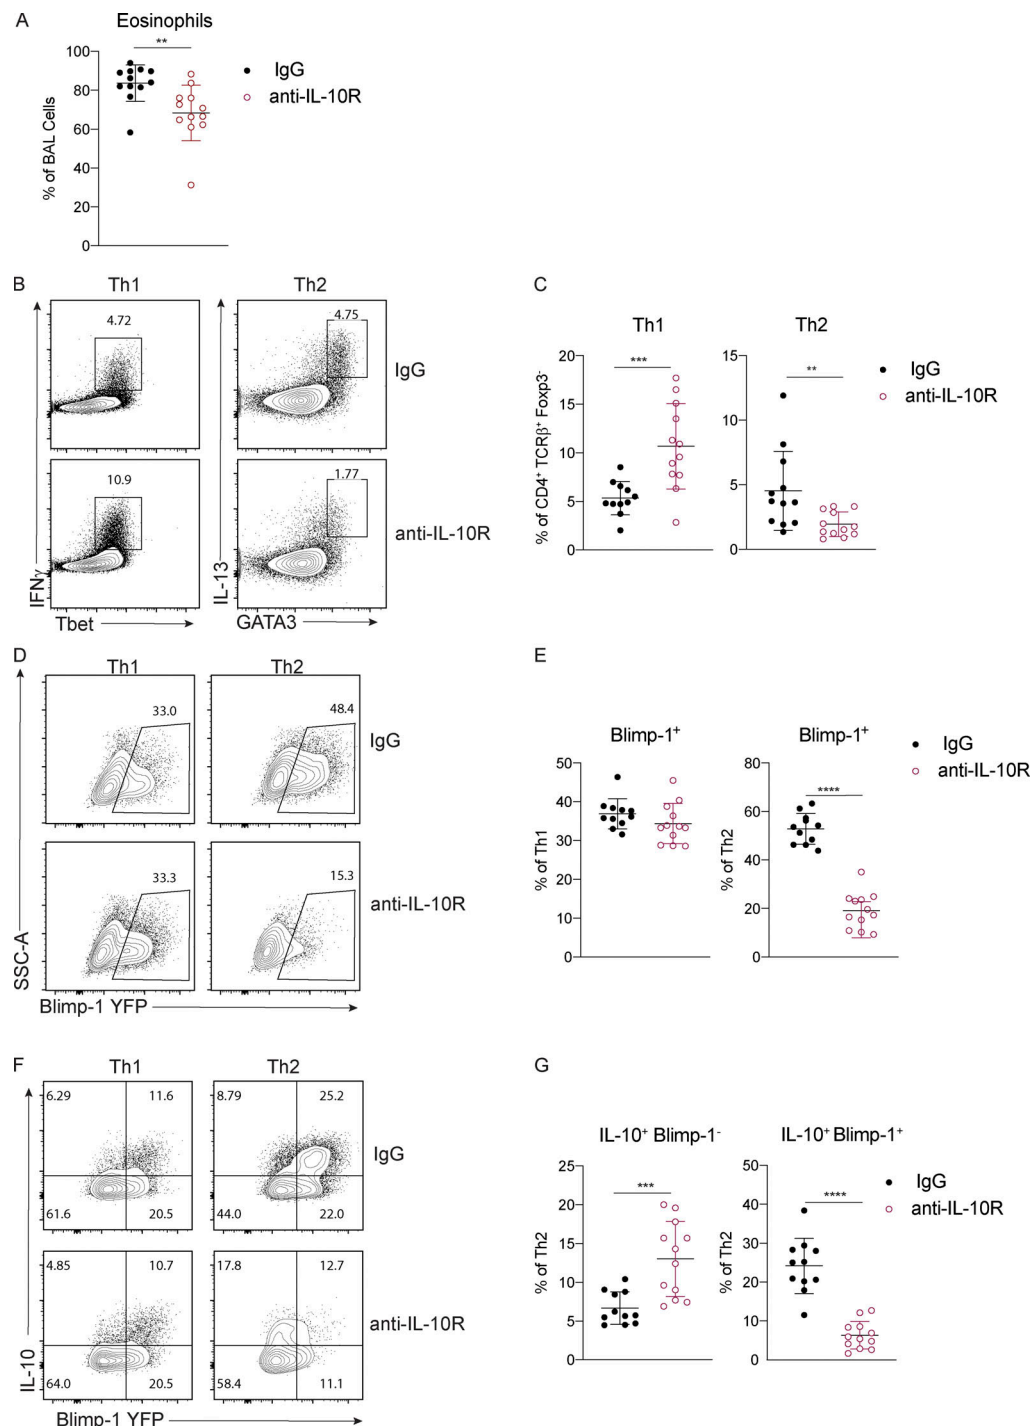 A
Eosinophils
**
100
80
60
40
20
0
% of BAL Cells
IgG
anti-IL-10R
B
Th1
Th2
4.72
4.75
IgG
10.9
1.77
anti-IL-10R
IFNγ
IL-13
Tbet
GATA3
C
Th1
Th2
20
15
10
5
0
% of CD4⁺ TCRβ⁺ Foxp3⁻
***
15
10
5
0
**
IgG
anti-IL-10R
D
Th1
Th2
33.0
48.4
IgG
33.3
15.3
anti-IL-10R
SSC-A
Blimp-1 YFP
E
Blimp-1⁺
Blimp-1⁺
50
40
30
20
10
0
% of Th1
80
60
40
20
0
% of Th2
****
IgG
anti-IL-10R
F
Th1
Th2
6.29 11.6
8.79 25.2
IgG
61.6 20.5
44.0 22.0
4.85 10.7
17.8 12.7
anti-IL-10R
64.0 20.5
58.4 11.1
IL-10
Blimp-1 YFP
G
IL-10⁺ Blimp-1⁻
IL-10⁺ Blimp-1⁺
25
20
15
10
5
0
% of Th2
***
50
40
30
20
10
0
% of Th2
****
IgG
anti-IL-10R